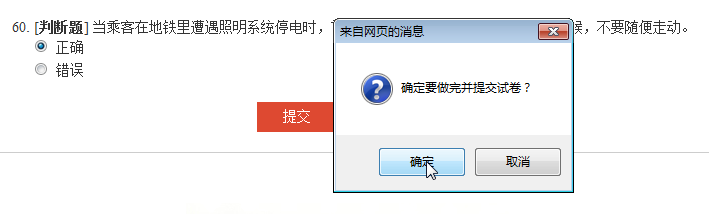 60. [判断题] 当乘客在地铁里遭遇照明系统停电时，
候，不要随便走动。
正确
错误
提交
来自网页的消息
确定要做完并提交试卷？
确定
取消